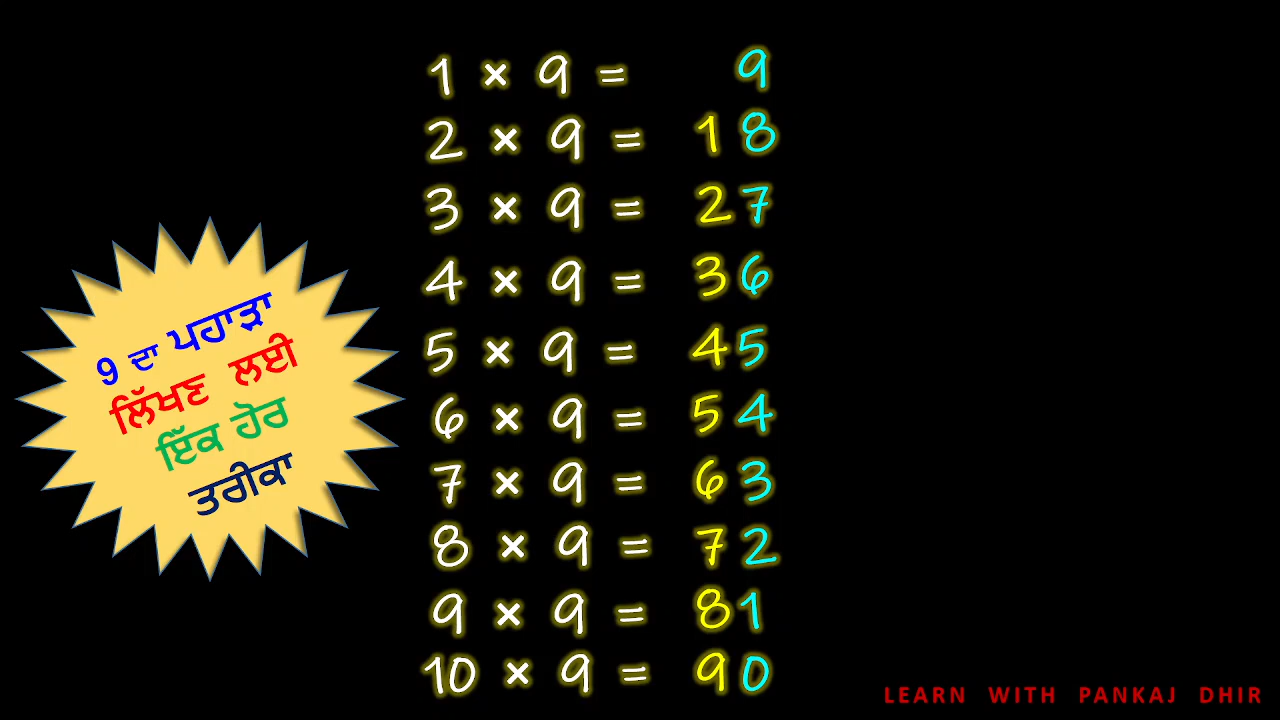 1 × 9 = 9
2 × 9 = 18
3 × 9 = 27
4 × 9 = 36
5 × 9 = 45
6 × 9 = 54
7 × 9 = 63
8 × 9 = 72
9 × 9 = 81
10 × 9 = 90
9 ਦਾ ਪਹਾੜਾ
ਲਿੱਖਣ ਲਈ
ਇੱਕ ਹੋਰ
ਤਰੀਕਾ
LEARN WITH PANKAJ DHIR